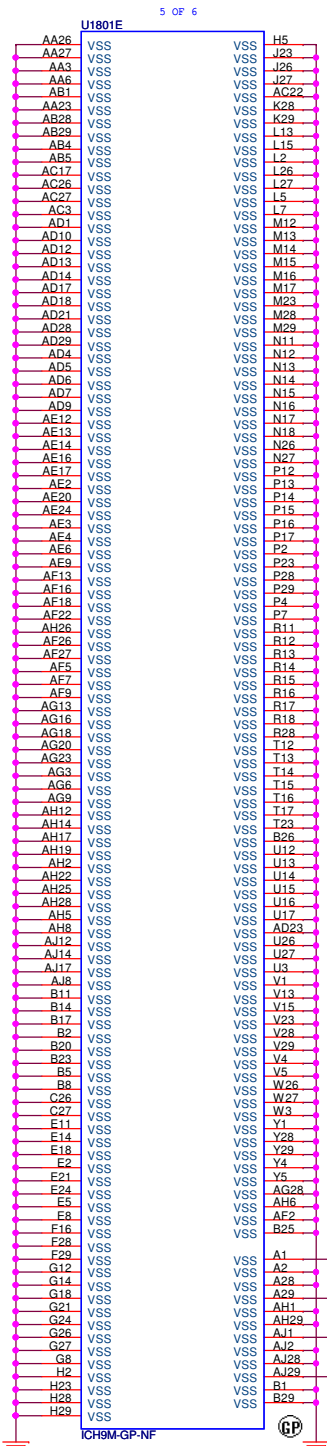 5 OF 6
U1801E
AA26 VSS VSS H5
AA27 VSS VSS J23
AA3 VSS VSS J26
AA6 VSS VSS J27
AB1 VSS VSS AC22
AA23 VSS VSS K28
AB28 VSS VSS K29
AB29 VSS VSS L13
AB4 VSS VSS L15
AB5 VSS VSS L2
AC17 VSS VSS L26
AC26 VSS VSS L27
AC27 VSS VSS L5
AC3 VSS VSS L7
AD1 VSS VSS M12
AD10 VSS VSS M13
AD12 VSS VSS M14
AD13 VSS VSS M15
AD14 VSS VSS M16
AD17 VSS VSS M17
AD18 VSS VSS M23
AD21 VSS VSS M28
AD28 VSS VSS M29
AD29 VSS VSS N11
AD4 VSS VSS N12
AD5 VSS VSS N13
AD6 VSS VSS N14
AD7 VSS VSS N15
AD9 VSS VSS N16
AE12 VSS VSS N17
AE13 VSS VSS N18
AE14 VSS VSS N26
AE16 VSS VSS N27
AE17 VSS VSS P12
AE2 VSS VSS P13
AE20 VSS VSS P14
AE24 VSS VSS P15
AE3 VSS VSS P16
AE4 VSS VSS P17
AE6 VSS VSS P2
AE9 VSS VSS P23
AF13 VSS VSS P28
AF16 VSS VSS P29
AF18 VSS VSS P4
AF22 VSS VSS P7
AH26 VSS VSS R11
AF26 VSS VSS R12
AF27 VSS VSS R13
AF5 VSS VSS R14
AF7 VSS VSS R15
AF9 VSS VSS R16
AG13 VSS VSS R17
AG16 VSS VSS R18
AG18 VSS VSS R28
AG20 VSS VSS T12
AG23 VSS VSS T13
AG3 VSS VSS T14
AG6 VSS VSS T15
AG9 VSS VSS T16
AH12 VSS VSS T17
AH14 VSS VSS T23
AH17 VSS VSS B26
AH19 VSS VSS U12
AH2 VSS VSS U13
AH22 VSS VSS U14
AH25 VSS VSS U15
AH28 VSS VSS U16
AH5 VSS VSS U17
AH8 VSS VSS AD23
AJ12 VSS VSS U26
AJ14 VSS VSS U27
AJ17 VSS VSS U3
AJ8 VSS VSS V1
B11 VSS VSS V13
B14 VSS VSS V15
B17 VSS VSS V23
B2 VSS VSS V28
B20 VSS VSS V29
B23 VSS VSS V4
B5 VSS VSS V5
B8 VSS VSS W26
C26 VSS VSS W27
C27 VSS VSS W3
E11 VSS VSS Y1
E14 VSS VSS Y28
E18 VSS VSS Y29
E2 VSS VSS Y4
E21 VSS VSS Y5
E24 VSS VSS AG28
E5 VSS VSS AH6
E8 VSS VSS AF2
F16 VSS VSS B25
F28 VSS
F29 VSS VSS A1
G12 VSS VSS A2
G14 VSS VSS A28
G18 VSS VSS A29
G21 VSS VSS AH1
G24 VSS VSS AH29
G26 VSS VSS AJ1
G27 VSS VSS AJ2
G8 VSS VSS AJ28
H2 VSS VSS AJ29
H23 VSS VSS B1
H28 VSS VSS B29
H29 VSS
ICH9M-GP-NF
GP